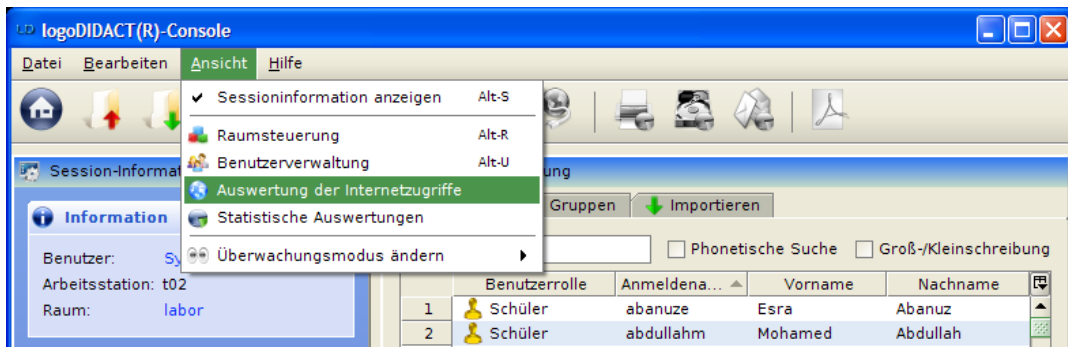 LD logoDIDACT(R)-Console
Datei Bearbeiten Ansicht Hilfe
✔ Sessioninformation anzeigen Alt-S
Raumsteuerung Alt-R
Benutzerverwaltung Alt-U
Auswertung der Internetzugriffe
Statistische Auswertungen
Überwachungsmodus ändern
Session-Informat
ung
Gruppen Importieren
Information
Phonetische Suche Groß-/Kleinschreibung
Benutzer: Sy
Arbeitsstation: t02
Raum: labor
Benutzerrolle Anmeldena... Vorname Nachname
1 Schüler abanuze Esra Abanuz
2 Schüler abdullahm Mohamed Abdullah